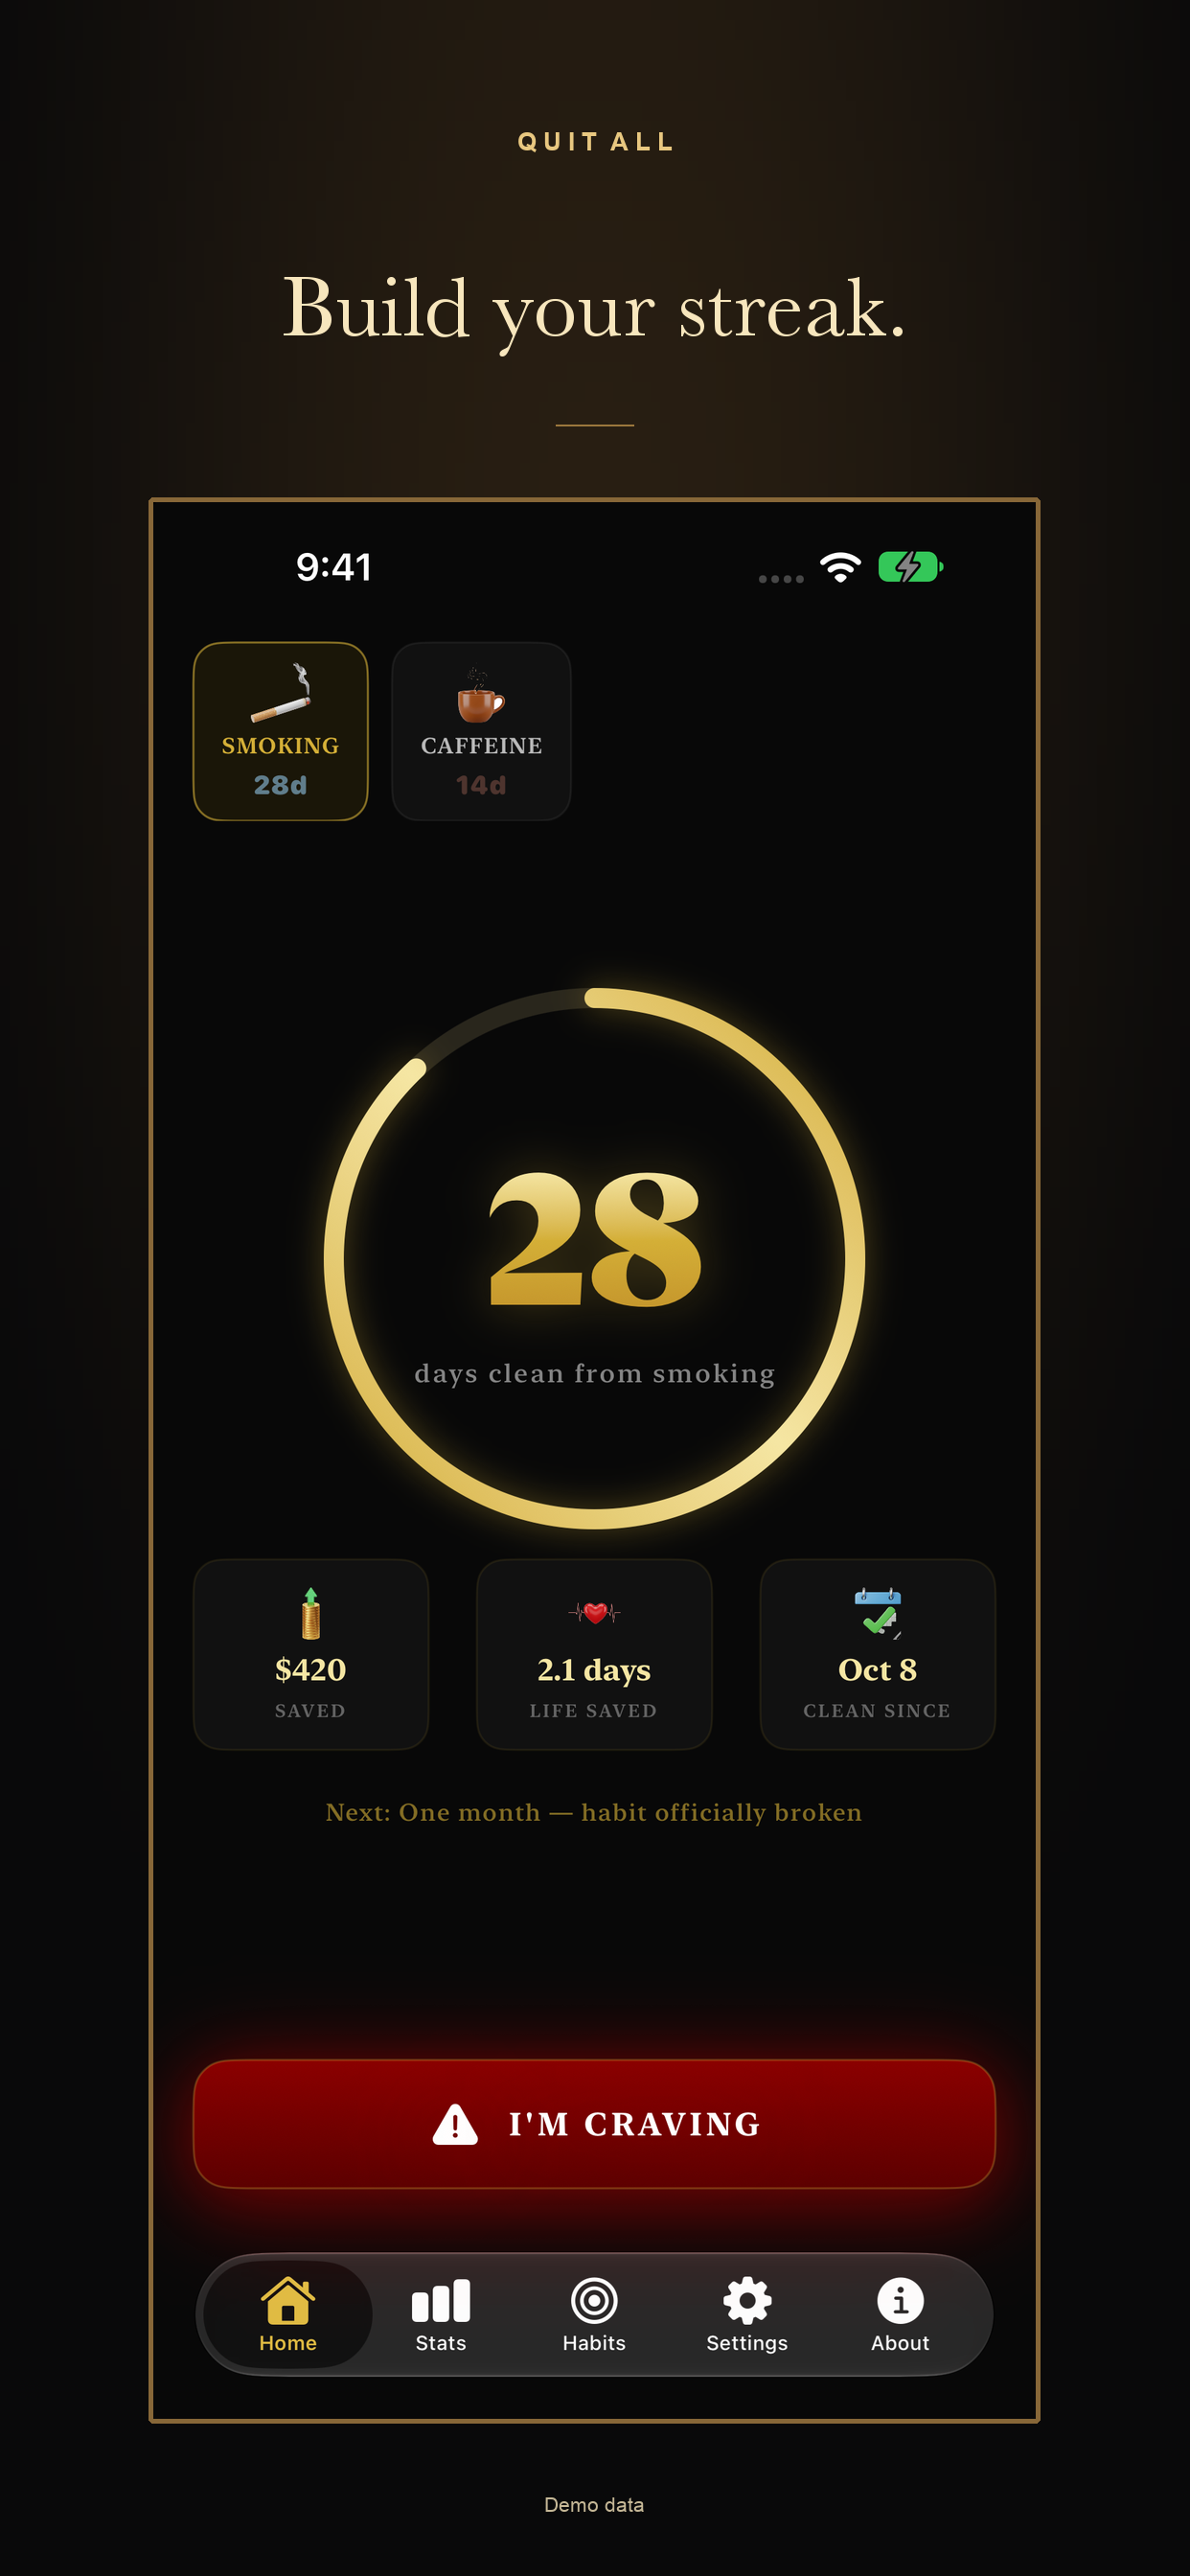 QUIT ALL
Build your streak.
9:41
SMOKING
28d
CAFFEINE
14d
28
days clean from smoking
$420
SAVED
2.1 days
LIFE SAVED
Oct 8
CLEAN SINCE
Next: One month — habit officially broken
I'M CRAVING
Home
Stats
Habits
Settings
About
Demo data